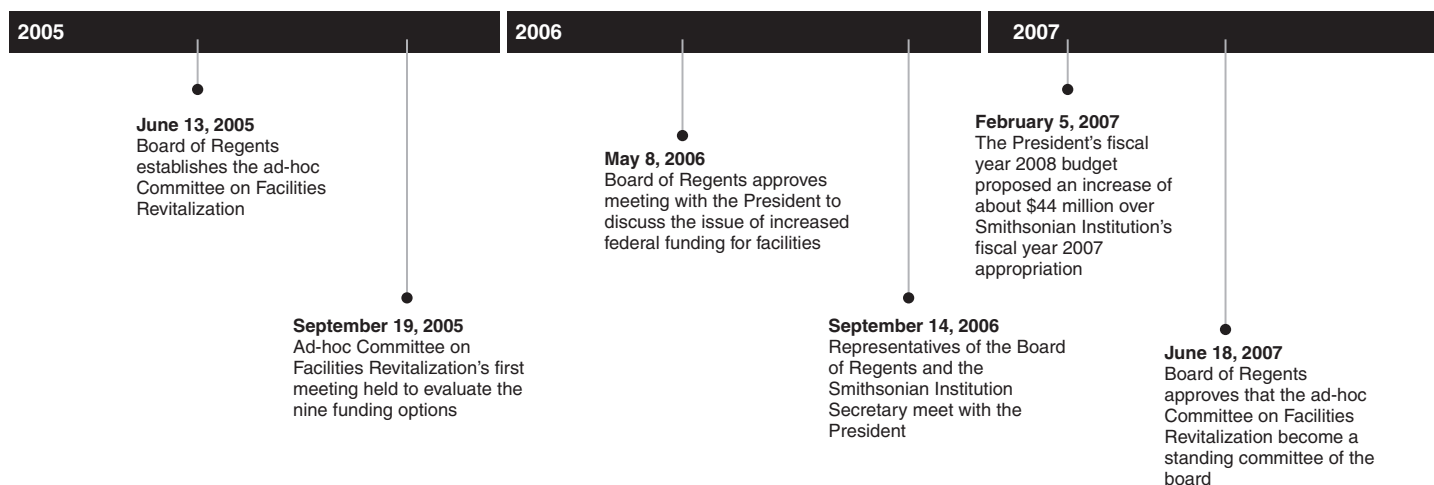 2005
2006
2007
June 13, 2005
Board of Regents
establishes the ad-hoc
Committee on Facilities
Revitalization
September 19, 2005
Ad-hoc Committee on
Facilities Revitalization’s first
meeting held to evaluate the
nine funding options
May 8, 2006
Board of Regents approves
meeting with the President to
discuss the issue of increased
federal funding for facilities
September 14, 2006
Representatives of the Board
of Regents and the
Smithsonian Institution
Secretary meet with the
President
February 5, 2007
The President’s fiscal
year 2008 budget
proposed an increase of
about $44 million over
Smithsonian Institution’s
fiscal year 2007
appropriation
June 18, 2007
Board of Regents
approves that the ad-hoc
Committee on Facilities
Revitalization become a
standing committee of the
board